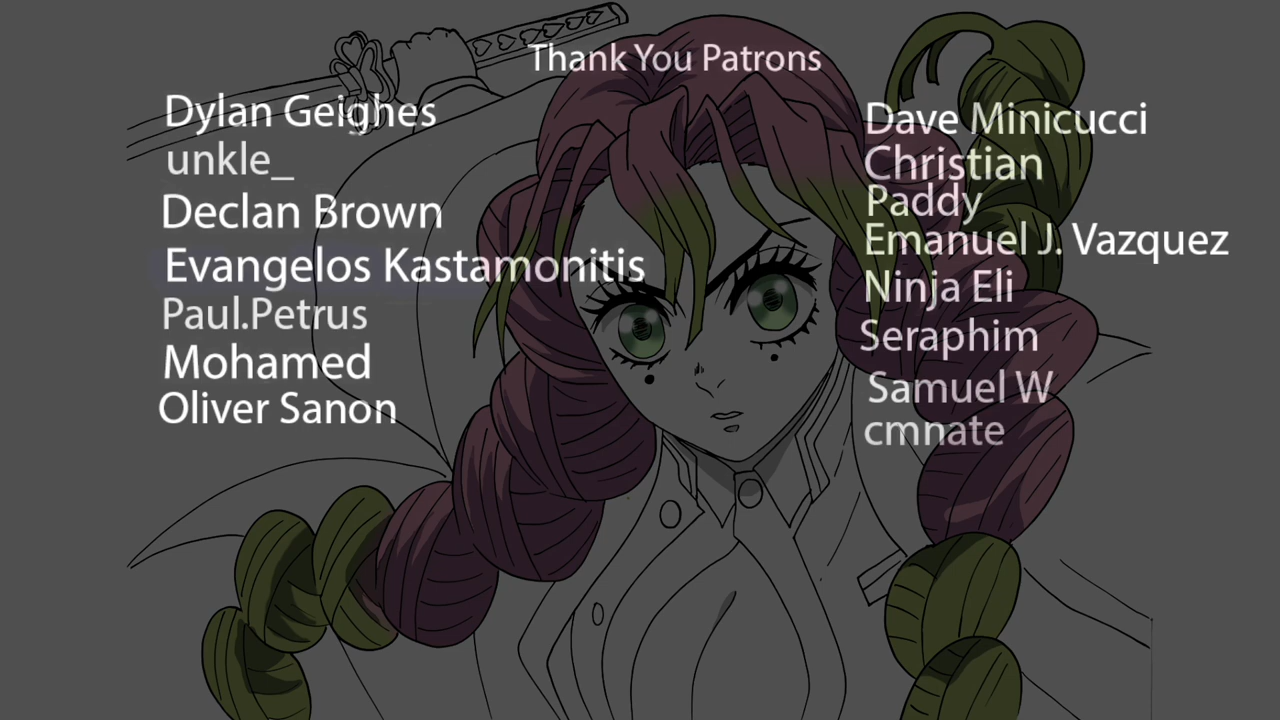 Thank You Patrons
Dylan Geighes
unkle_
Declan Brown
Evangelos Kastamonitis
Paul.Petrus
Mohamed
Oliver Sanon
Dave Minicucci
Christian
Paddy
Emanuel J. Vazquez
Ninja Eli
Seraphim
Samuel W
cmnate